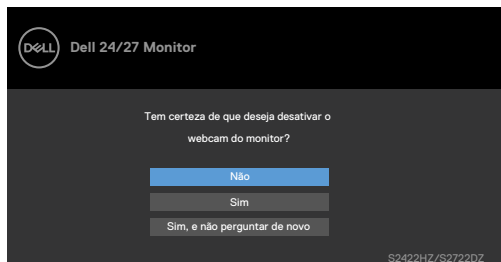 DELL
Dell 24/27 Monitor
Tem certeza de que deseja desativar o
webcam do monitor?
Não
Sim
Sim, e não perguntar de novo
S2422HZ/S2722DZ